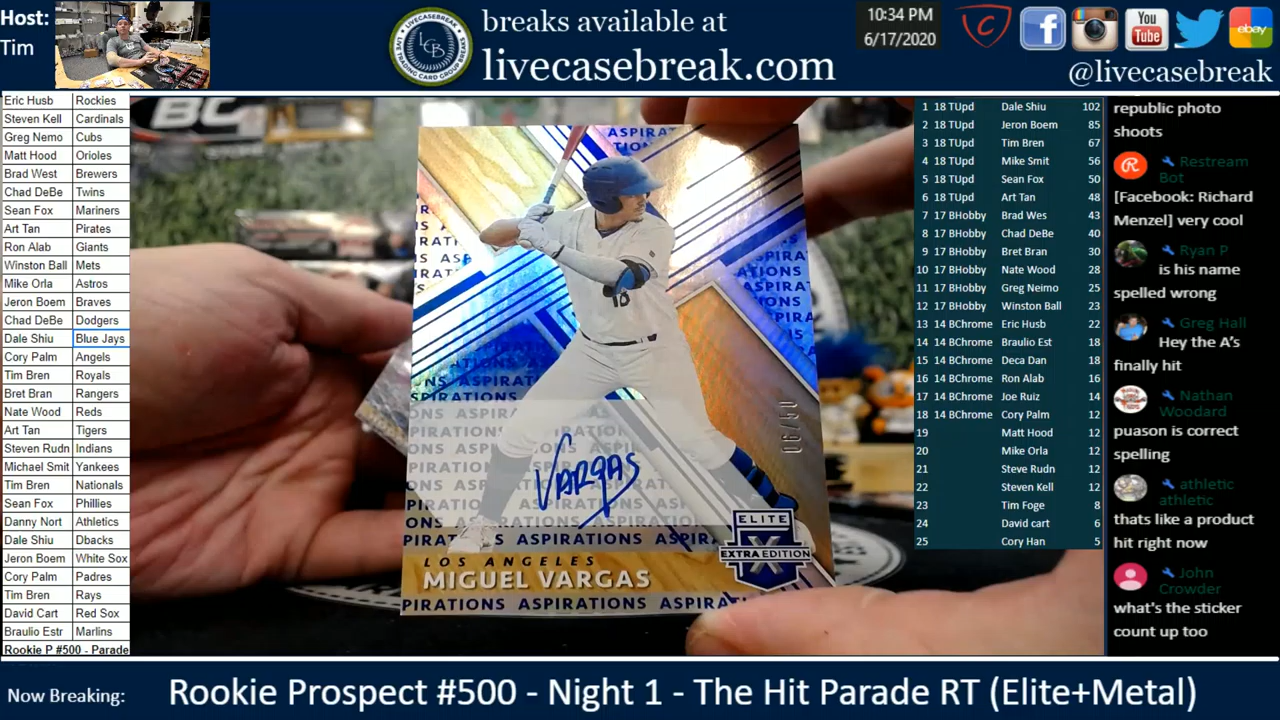 Host:
Tim
LCB
LIVECASEBREAK
breaks available at
livecasebreak.com
10:34 PM
6/17/2020
You
Tube
ebay
@livecasebreak
Eric Husb Rockies
Steven Kell Cardinals
Greg Nemo Cubs
Matt Hood Orioles
Brad West Brewers
Chad DeBe Twins
Sean Fox Mariners
Art Tan Pirates
Ron Alab Giants
Winston Ball Mets
Mike Orla Astros
Jeron Boem Braves
Chad DeBe Dodgers
Dale Shiu Blue Jays
Cory Palm Angels
Tim Bren Royals
Bret Bran Rangers
Nate Wood Reds
Art Tan Tigers
Steven Rudn Indians
Michael Smit Yankees
Tim Bren Nationals
Sean Fox Phillies
Danny Nort Athletics
Dale Shiu Dbacks
Jeron Boem White Sox
Cory Palm Padres
Tim Bren Rays
David Cart Red Sox
Braulio Estr Marlins
Rookie P #500 - Parade
18
VARGAS
ELITE
EXTRA EDITION
LOS ANGELES
MIGUEL VARGAS
PIRATIONS ASPIRATIONS ASPIRA
1 18 TUpd Dale Shiu 102
2 18 TUpd Jeron Boem 85
3 18 TUpd Tim Bren 67
4 18 TUpd Mike Smit 56
5 18 TUpd Sean Fox 50
6 18 TUpd Art Tan 48
7 17 BHobby Brad Wes 43
8 17 BHobby Chad DeBe 40
9 17 BHobby Bret Bran 30
10 17 BHobby Nate Wood 28
11 17 BHobby Greg Neimo 25
12 17 BHobby Winston Ball 23
13 14 BChrome Eric Husb 22
14 14 BChrome Braulio Est 18
15 14 BChrome Deca Dan 18
16 14 BChrome Ron Alab 16
17 14 BChrome Joe Ruiz 14
18 14 BChrome Cory Palm 12
19 Matt Hood 12
20 Mike Orla 12
21 Steve Rudn 12
22 Steven Kell 12
23 Tim Foge 8
24 David cart 6
25 Cory Han 5
republic photo
shoots
Restream
Bot
[Facebook: Richard
Menzel] very cool
Ryan P
is his name
spelled wrong
Greg Hall
Hey the A's
finally hit
Nathan
Woodard
puason is correct
spelling
athletic
athletic
thats like a product
hit right now
John
Crowder
what's the sticker
count up too
Now Breaking:
Rookie Prospect #500 - Night 1 - The Hit Parade RT (Elite+Metal)